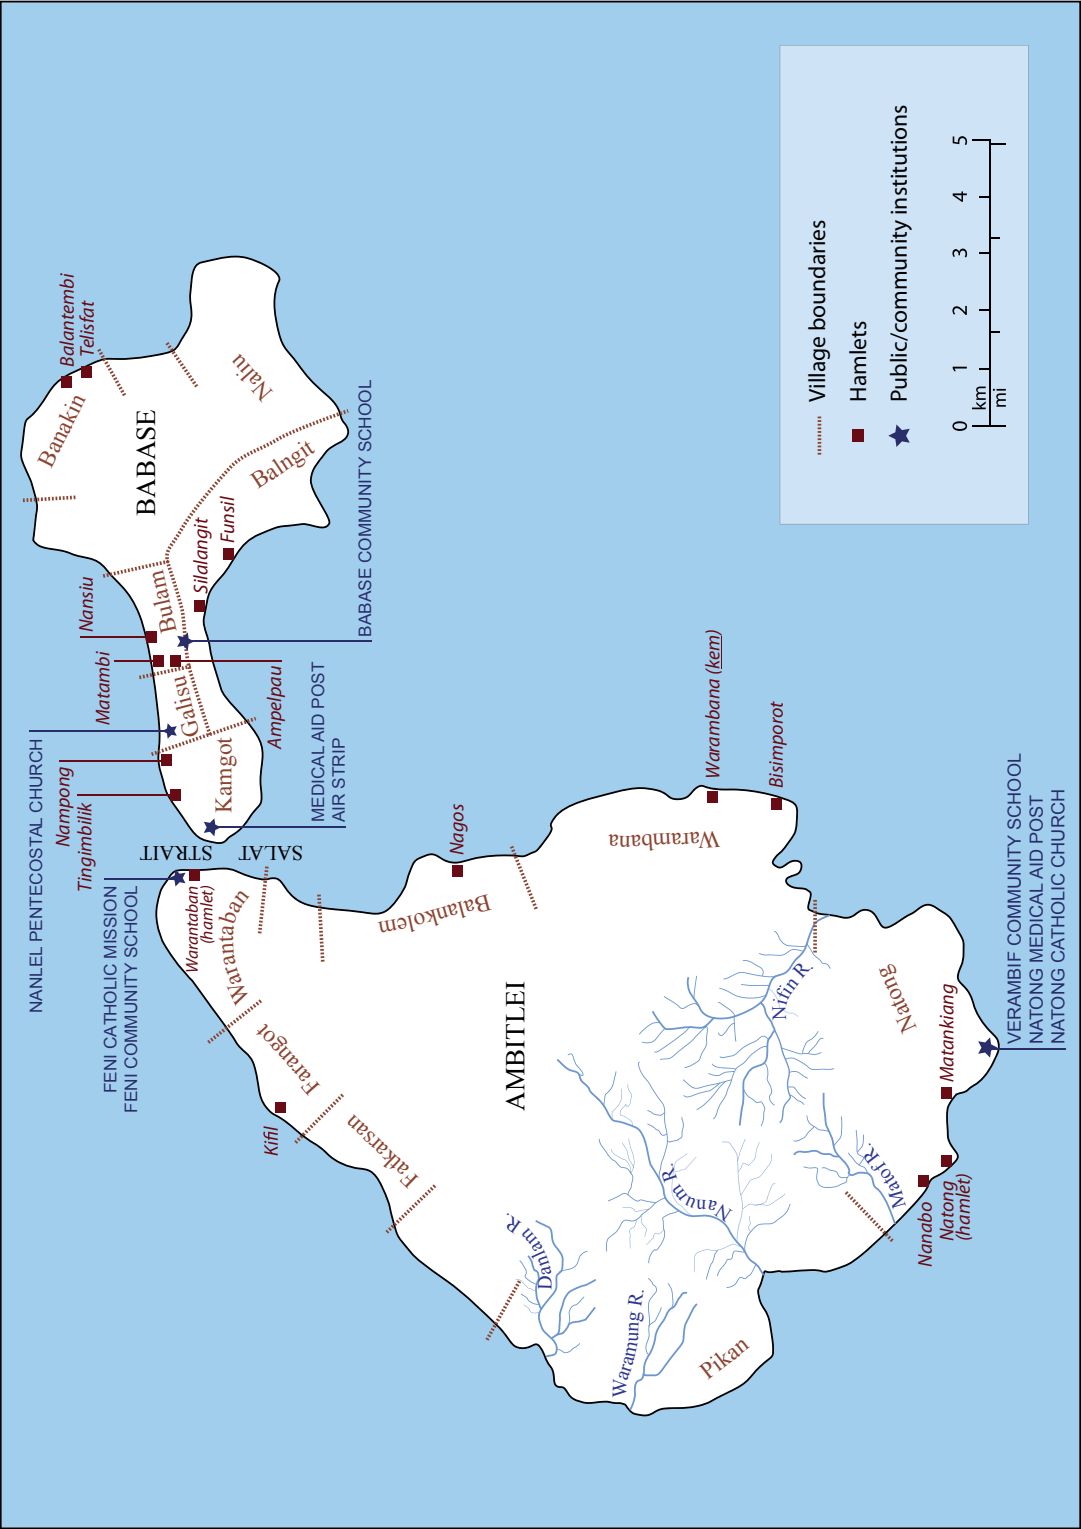 Balantembi
Telisfat
Banakin
BABASE
Naliu
Balngit
BABASE COMMUNITY SCHOOL
Funsil
Silalangit
Nansiu
Bulam
Matambi
Galisu
Ampelpau
MEDICAL AID POST
AIR STRIP
NANLEL PENTECOSTAL CHURCH
Nampong
Tingimbilik
Kamgot
SALAT
STRAIT
FENI CATHOLIC MISSION
FENI COMMUNITY SCHOOL
Warantaban
(hamlet)
Warantaban
Farangot
Kifil
Fatkarsan
Nagos
Balankolem
Warambana
Warambana (kem)
Bisimporot
AMBITLEI
Nifin R.
Natong
Matankiang
VERAMBIF COMMUNITY SCHOOL
NATONG MEDICAL AID POST
NATONG CATHOLIC CHURCH
Nanabo
Natong
(hamlet)
Matof R.
Nanum R.
Danlam R.
Waramung R.
Pikan
Village boundaries
Hamlets
Public/community institutions
0 1 2 3 4 5
km
mi